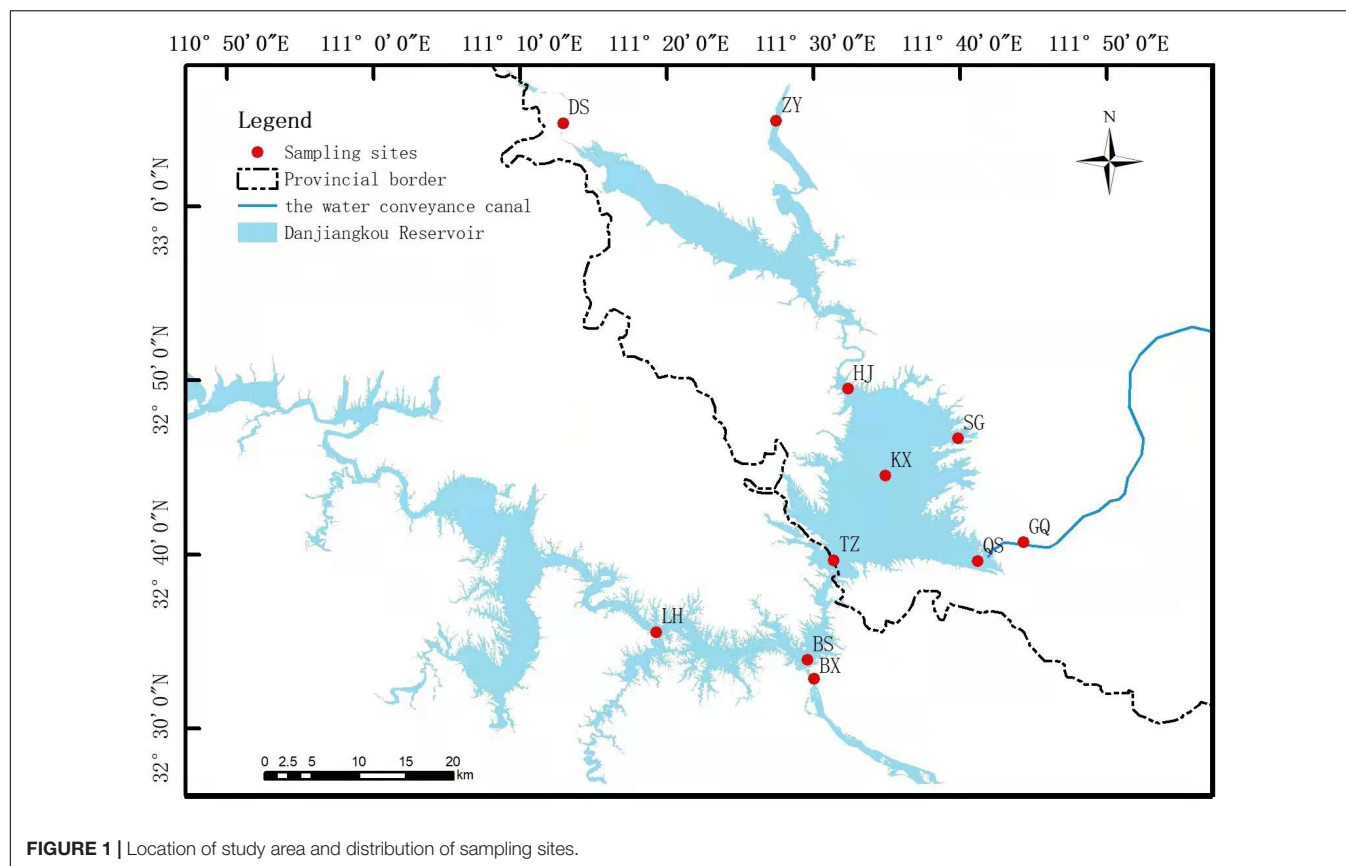 110° 50′ 0″E 111° 0′ 0″E 111° 10′ 0″E 111° 20′ 0″E 111° 30′ 0″E 111° 40′ 0″E 111° 50′ 0″E
Legend
Sampling sites
Provincial border
the water conveyance canal
Danjiangkou Reservoir
N
DS
ZY
33° 0′ 0″N
32° 50′ 0″N
HJ
SG
KX
32° 40′ 0″N
GQ
QS
TZ
LH
BS
BX
32° 30′ 0″N
0 2.5 5 10 15 20
km
FIGURE 1 | Location of study area and distribution of sampling sites.